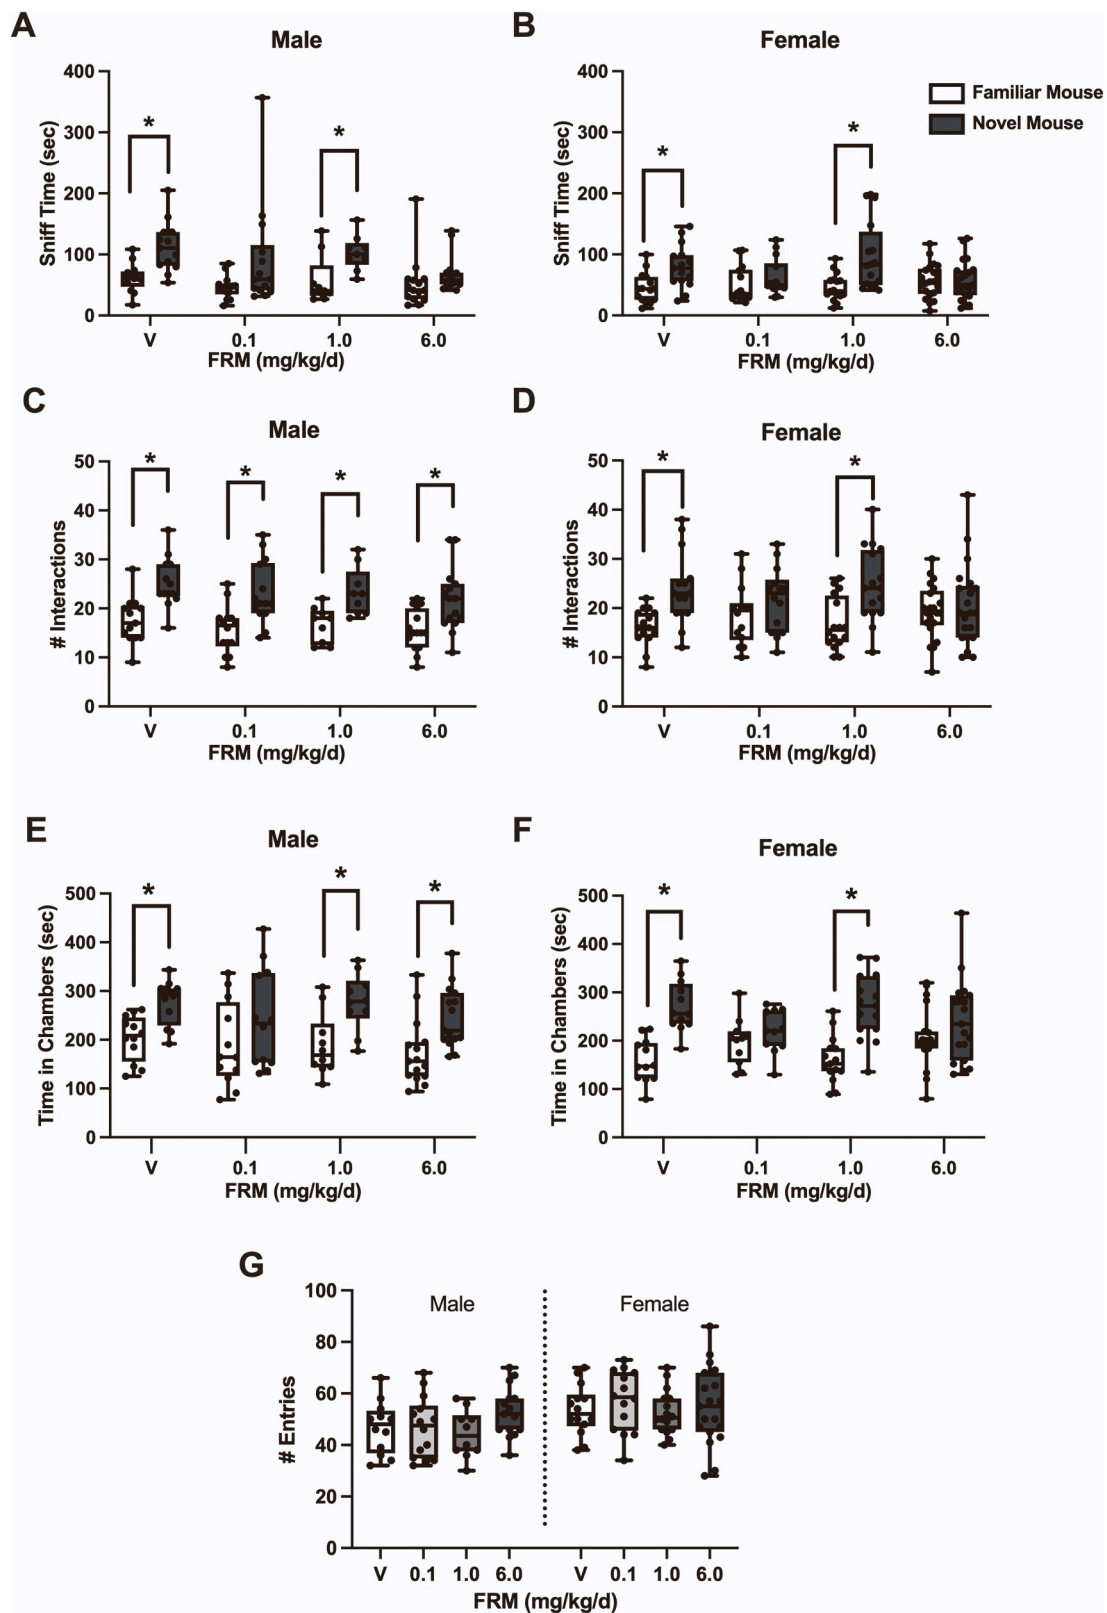 A
Male
Sniff Time (sec)
400
300
200
100
0
*
*
V
0.1
1.0
6.0
FRM (mg/kg/d)
B
Female
Familiar Mouse
Novel Mouse
Sniff Time (sec)
400
300
200
100
0
*
*
V
0.1
1.0
6.0
FRM (mg/kg/d)
C
Male
# Interactions
50
40
30
20
10
0
*
*
*
*
V
0.1
1.0
6.0
FRM (mg/kg/d)
D
Female
# Interactions
50
40
30
20
10
0
*
*
V
0.1
1.0
6.0
FRM (mg/kg/d)
E
Male
Time in Chambers (sec)
500
400
300
200
100
0
*
*
*
V
0.1
1.0
6.0
FRM (mg/kg/d)
F
Female
Time in Chambers (sec)
500
400
300
200
100
0
*
*
V
0.1
1.0
6.0
FRM (mg/kg/d)
G
# Entries
100
80
60
40
20
0
Male
Female
V 0.1 1.0 6.0 V 0.1 1.0 6.0
FRM (mg/kg/d)